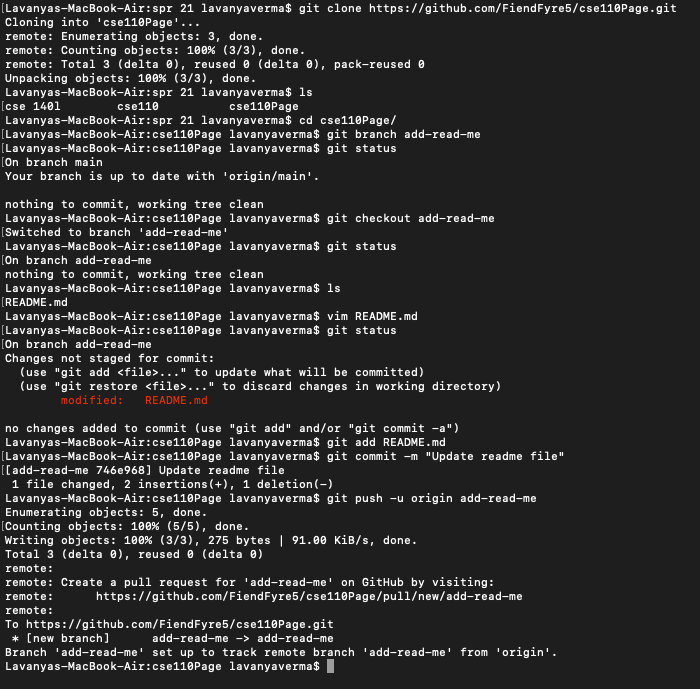 [Lavanyas-MacBook-Air:spr 21 lavanyaverma$ git clone https://github.com/FiendFyre5/cse110Page.git
Cloning into 'cse110Page'...
remote: Enumerating objects: 3, done.
remote: Counting objects: 100% (3/3), done.
remote: Total 3 (delta 0), reused 0 (delta 0), pack-reused 0
Unpacking objects: 100% (3/3), done.
Lavanyas-MacBook-Air:spr 21 lavanyaverma$ ls
[cse 140l        cse110          cse110Page
Lavanyas-MacBook-Air:spr 21 lavanyaverma$ cd cse110Page/
[Lavanyas-MacBook-Air:cse110Page lavanyaverma$ git branch add-read-me
[Lavanyas-MacBook-Air:cse110Page lavanyaverma$ git status
[On branch main
Your branch is up to date with 'origin/main'.
nothing to commit, working tree clean
Lavanyas-MacBook-Air:cse110Page lavanyaverma$ git checkout add-read-me
[Switched to branch 'add-read-me'
Lavanyas-MacBook-Air:cse110Page lavanyaverma$ git status
[On branch add-read-me
nothing to commit, working tree clean
Lavanyas-MacBook-Air:cse110Page lavanyaverma$ ls
[README.md
Lavanyas-MacBook-Air:cse110Page lavanyaverma$ vim README.md
[Lavanyas-MacBook-Air:cse110Page lavanyaverma$ git status
[On branch add-read-me
Changes not staged for commit:
(use "git add <file>..." to update what will be committed)
(use "git restore <file>..." to discard changes in working directory)
modified:   README.md
no changes added to commit (use "git add" and/or "git commit -a")
Lavanyas-MacBook-Air:cse110Page lavanyaverma$ git add README.md
[Lavanyas-MacBook-Air:cse110Page lavanyaverma$ git commit -m "Update readme file"
[[add-read-me 746e968] Update readme file
1 file changed, 2 insertions(+), 1 deletion(-)
Lavanyas-MacBook-Air:cse110Page lavanyaverma$ git push -u origin add-read-me
Enumerating objects: 5, done.
[Counting objects: 100% (5/5), done.
Writing objects: 100% (3/3), 275 bytes | 91.00 KiB/s, done.
Total 3 (delta 0), reused 0 (delta 0)
remote:
remote: Create a pull request for 'add-read-me' on GitHub by visiting:
remote:      https://github.com/FiendFyre5/cse110Page/pull/new/add-read-me
remote:
To https://github.com/FiendFyre5/cse110Page.git
* [new branch]      add-read-me -> add-read-me
Branch 'add-read-me' set up to track remote branch 'add-read-me' from 'origin'.
Lavanyas-MacBook-Air:cse110Page lavanyaverma$